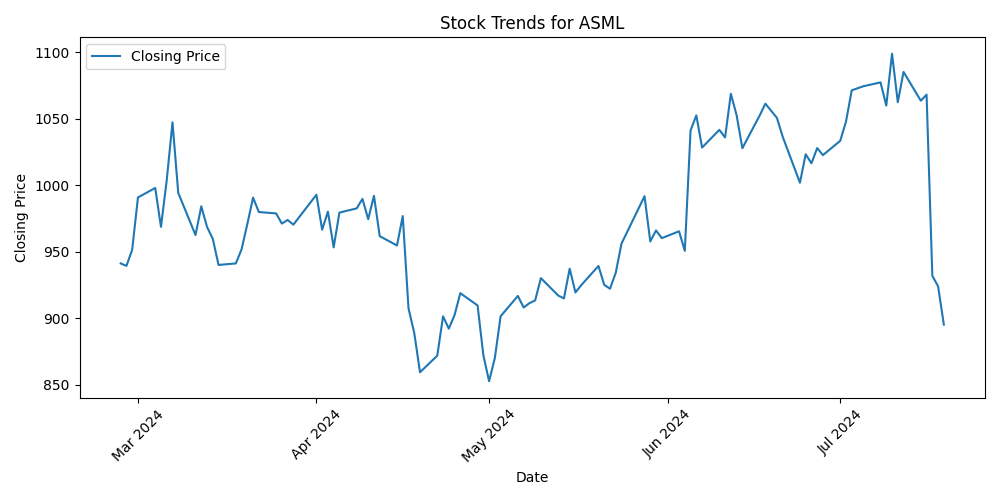 Stock Trends for ASML
Closing Price
1100
1050
1000
950
900
850
Closing Price
Mar 2024
Apr 2024
May 2024
Jun 2024
Jul 2024
Date